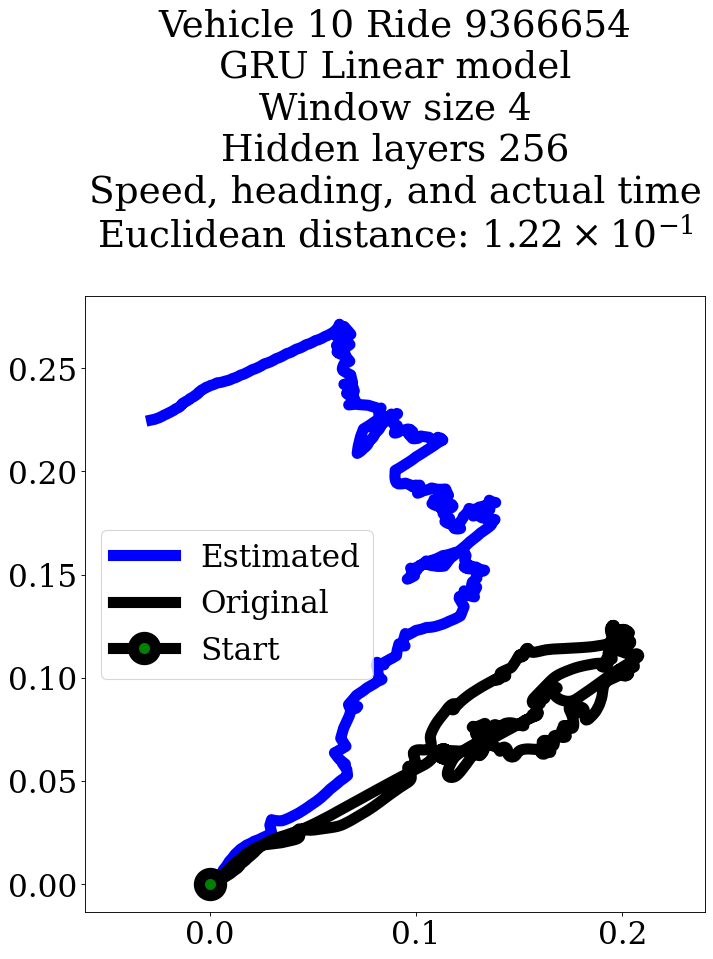 Vehicle 10 Ride 9366654
GRU Linear model
Window size 4
Hidden layers 256
Speed, heading, and actual time
Euclidean distance: 1.22 × 10⁻¹
0.25
0.20
0.15
0.10
0.05
0.00
Estimated
Original
Start
0.0 0.1 0.2